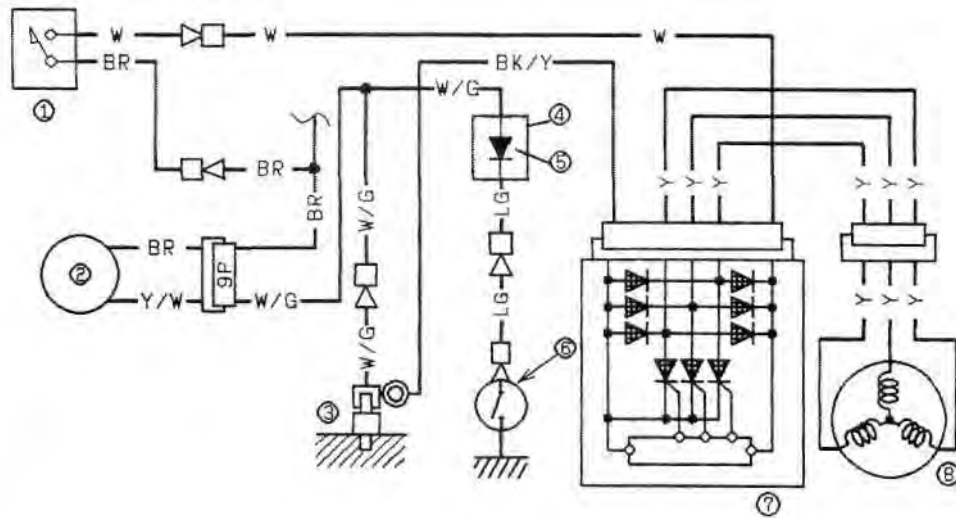 W W W
BR BK/Y
①
W/G W/G ④
⑤
BR
BR W/G LG Y Y Y Y Y Y
② BR 9P
Y/W W/G LG Y Y Y
W/G
⑥
③
⑦ ⑧